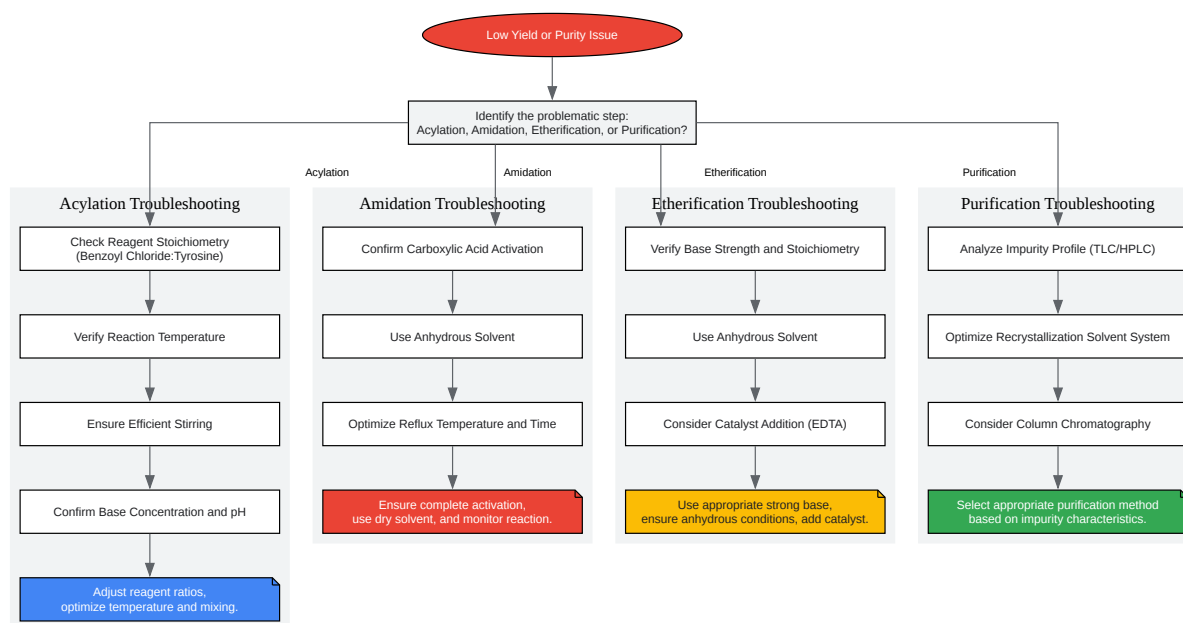 Low Yield or Purity Issue
Identify the problematic step:
Acylation, Amidation, Etherification, or Purification?
Acylation
Amidation
Etherification
Purification
Acylation Troubleshooting
Check Reagent Stoichiometry
(Benzoyl Chloride:Tyrosine)
Verify Reaction Temperature
Ensure Efficient Stirring
Confirm Base Concentration and pH
Adjust reagent ratios,
optimize temperature and mixing.
Amidation Troubleshooting
Confirm Carboxylic Acid Activation
Use Anhydrous Solvent
Optimize Reflux Temperature and Time
Ensure complete activation,
use dry solvent, and monitor reaction.
Etherification Troubleshooting
Verify Base Strength and Stoichiometry
Use Anhydrous Solvent
Consider Catalyst Addition (EDTA)
Use appropriate strong base,
ensure anhydrous conditions, add catalyst.
Purification Troubleshooting
Analyze Impurity Profile (TLC/HPLC)
Optimize Recrystallization Solvent System
Consider Column Chromatography
Select appropriate purification method
based on impurity characteristics.